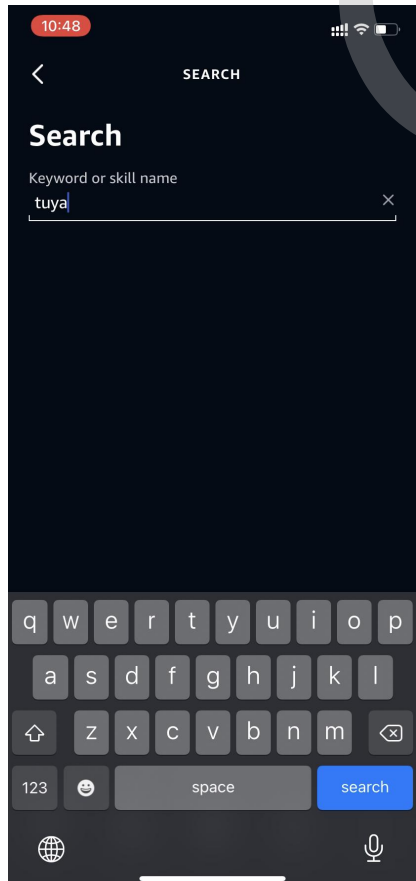 10:48
SEARCH
Search
Keyword or skill name
tuya
q w e r t y u i o p
a s d f g h j k l
z x c v b n m
123 space search